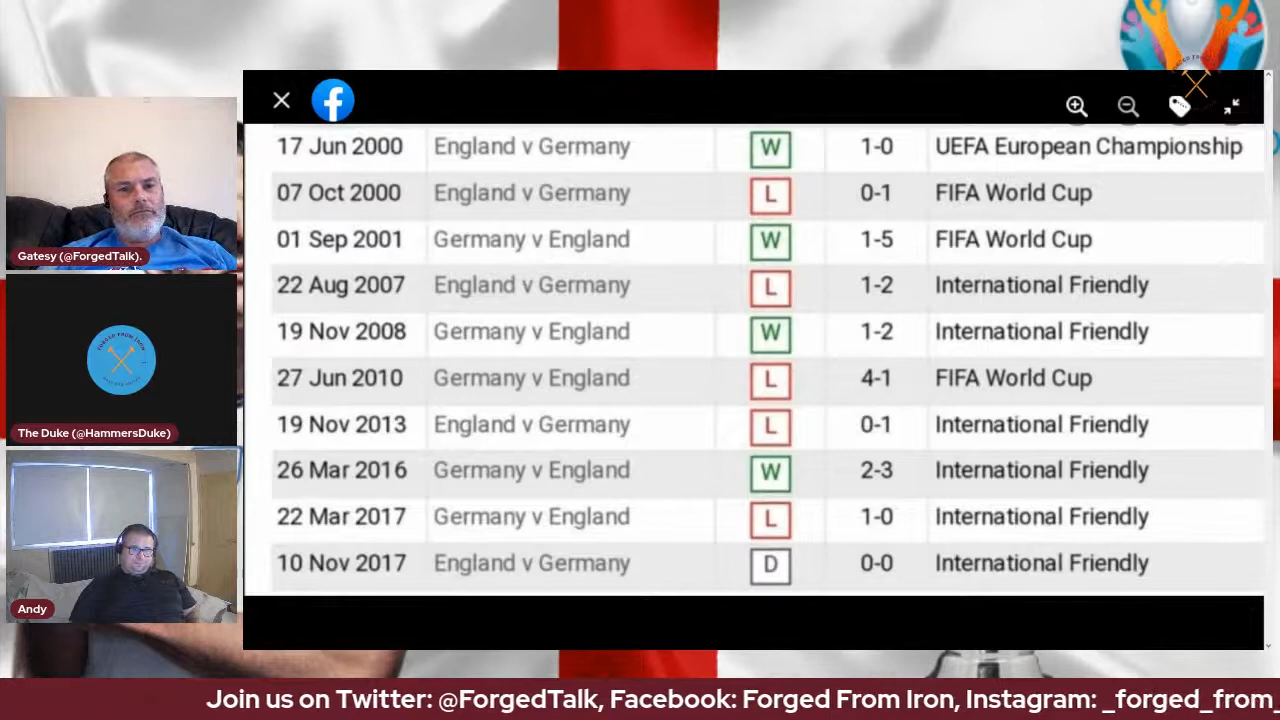 17 Jun 2000 England v Germany W 1-0 UEFA European Championship
07 Oct 2000 England v Germany L 0-1 FIFA World Cup
01 Sep 2001 Germany v England W 1-5 FIFA World Cup
22 Aug 2007 England v Germany L 1-2 International Friendly
19 Nov 2008 Germany v England W 1-2 International Friendly
27 Jun 2010 Germany v England L 4-1 FIFA World Cup
19 Nov 2013 England v Germany L 0-1 International Friendly
26 Mar 2016 Germany v England W 2-3 International Friendly
22 Mar 2017 Germany v England L 1-0 International Friendly
10 Nov 2017 England v Germany D 0-0 International Friendly
Gatesy (@ForgedTalk).
FORGED FROM IRON
The Duke (@HammersDuke)
Andy
Join us on Twitter: @ForgedTalk, Facebook: Forged From Iron, Instagram: _forged_from_